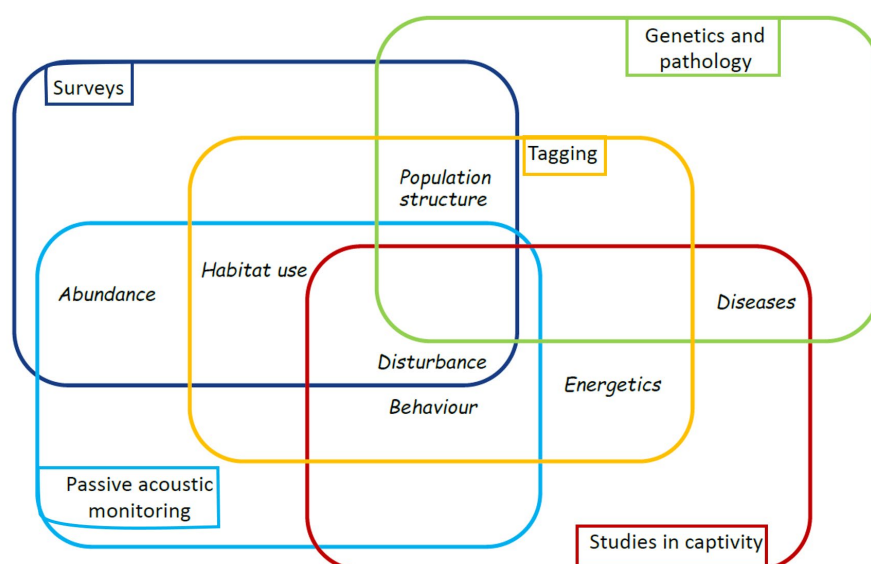 Genetics and
pathology
Surveys
Tagging
Population
structure
Habitat use
Abundance
Diseases
Disturbance
Energetics
Behaviour
Passive acoustic
monitoring
Studies in captivity